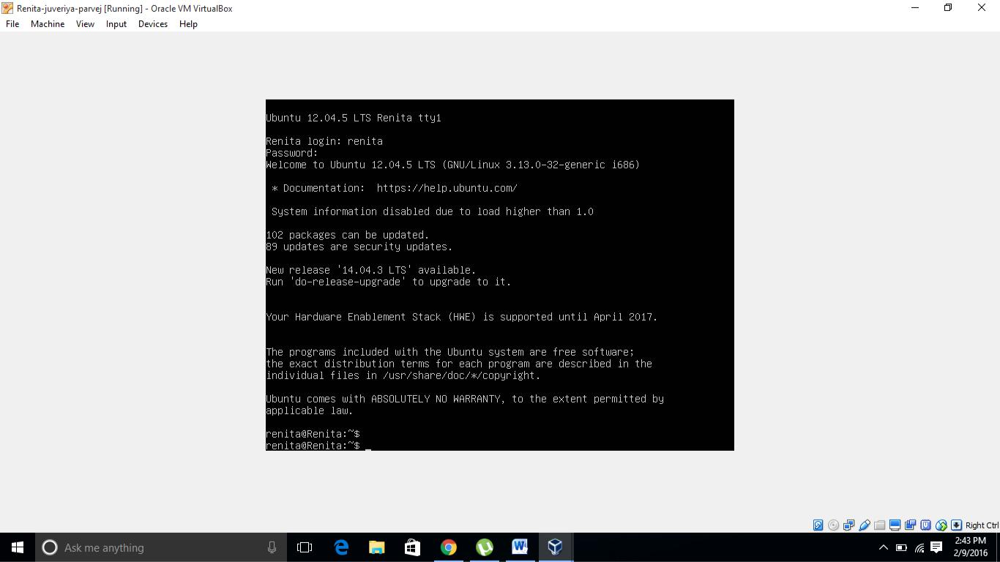 Renita-juveriya-parvej [Running] - Oracle VM VirtualBox
File Machine View Input Devices Help
Ubuntu 12.04.5 LTS Renita tty1
Renita login: renita
Password:
Welcome to Ubuntu 12.04.5 LTS (GNU/Linux 3.13.0-32-generic i686)
* Documentation:  https://help.ubuntu.com/
System information disabled due to load higher than 1.0
102 packages can be updated.
89 updates are security updates.
New release '14.04.3 LTS' available.
Run 'do-release-upgrade' to upgrade to it.
Your Hardware Enablement Stack (HWE) is supported until April 2017.
The programs included with the Ubuntu system are free software;
the exact distribution terms for each program are described in the
individual files in /usr/share/doc/*/copyright.
Ubuntu comes with ABSOLUTELY NO WARRANTY, to the extent permitted by
applicable law.
renita@Renita:~$
renita@Renita:~$ _
Right Ctrl
Ask me anything
2:43 PM
2/9/2016